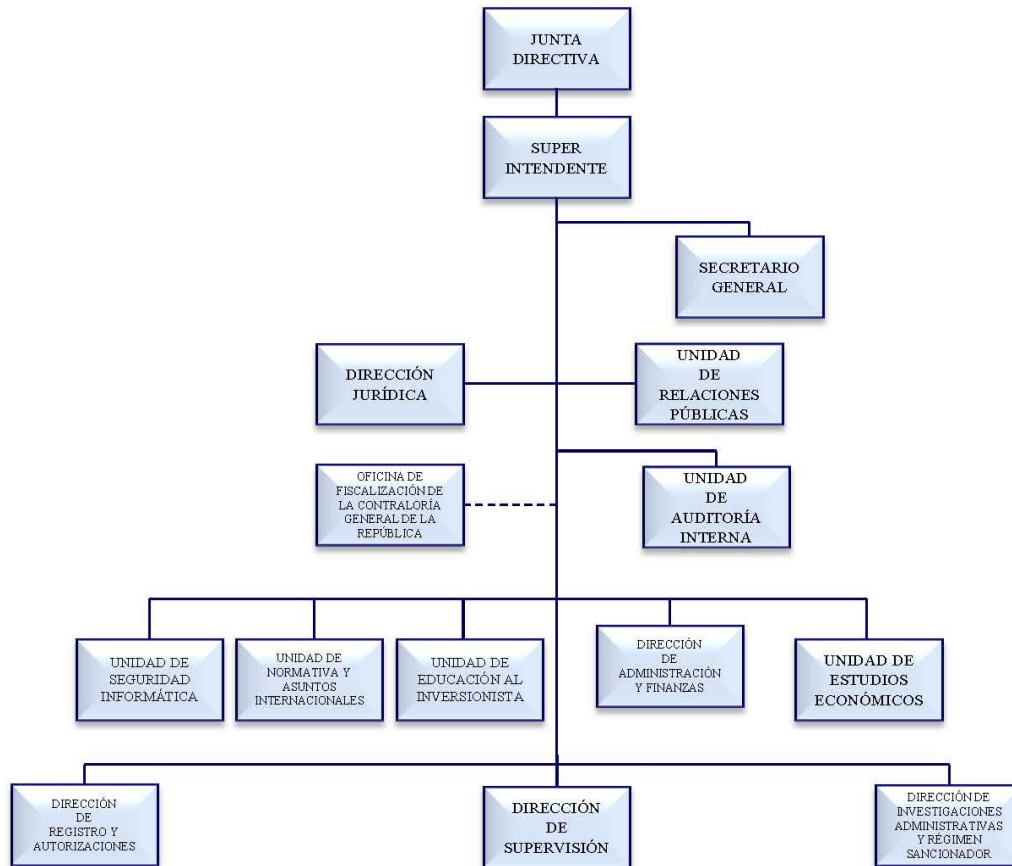 JUNTA
DIRECTIVA
SUPER
INTENDENTE
SECRETARIO
GENERAL
DIRECCIÓN
JURÍDICA
UNIDAD
DE
RELACIONES
PÚBLICAS
OFICINA DE
FISCALIZACIÓN DE
LA CONTRALORÍA
GENERAL DE LA
REPÚBLICA
UNIDAD
DE
AUDITORÍA
INTERNA
UNIDAD DE
SEGURIDAD
INFORMÁTICA
UNIDAD DE
NORMATIVA Y
ASUNTOS
INTERNACIONALES
UNIDAD DE
EDUCACIÓN AL
INVERSIONISTA
DIRECCIÓN
DE
ADMINISTRACIÓN
Y FINANZAS
UNIDAD DE
ESTUDIOS
ECONÓMICOS
DIRECCIÓN
DE
REGISTRO Y
AUTORIZACIONES
DIRECCIÓN
DE
SUPERVISIÓN
DIRECCIÓN DE
INVESTIGACIONES
ADMINISTRATIVAS
Y RÉGIMEN
SANCIONADOR